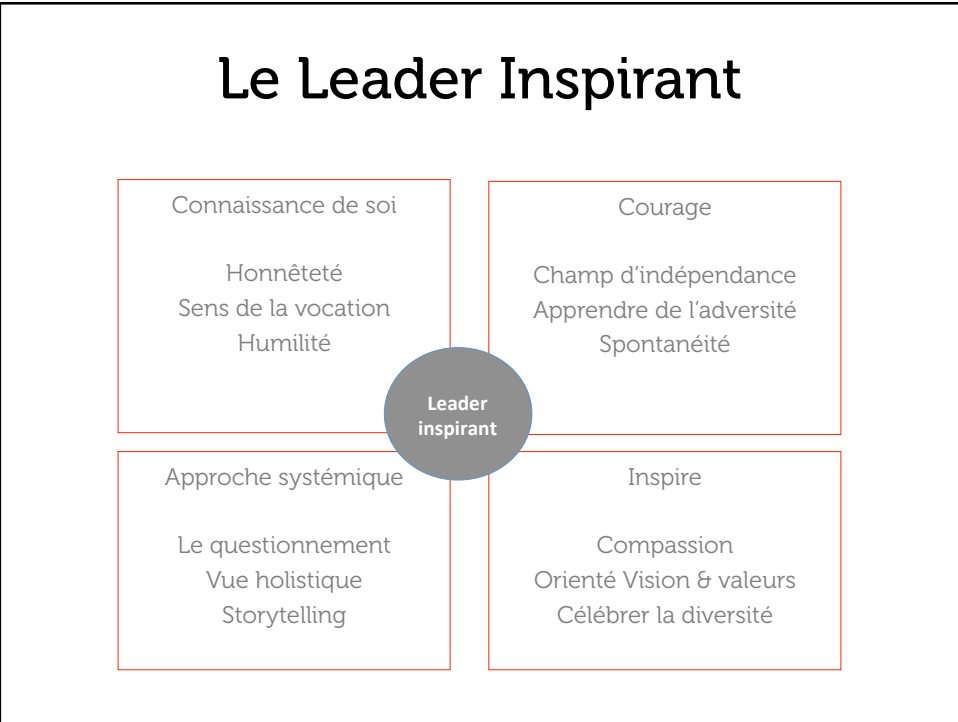 Le Leader Inspirant
Connaissance de soi
Honnêteté
Sens de la vocation
Humilité
Courage
Champ d’indépendance
Apprendre de l’adversité
Spontanéité
Leader
inspirant
Approche systémique
Le questionnement
Vue holistique
Storytelling
Inspire
Compassion
Orienté Vision & valeurs
Célébrer la diversité